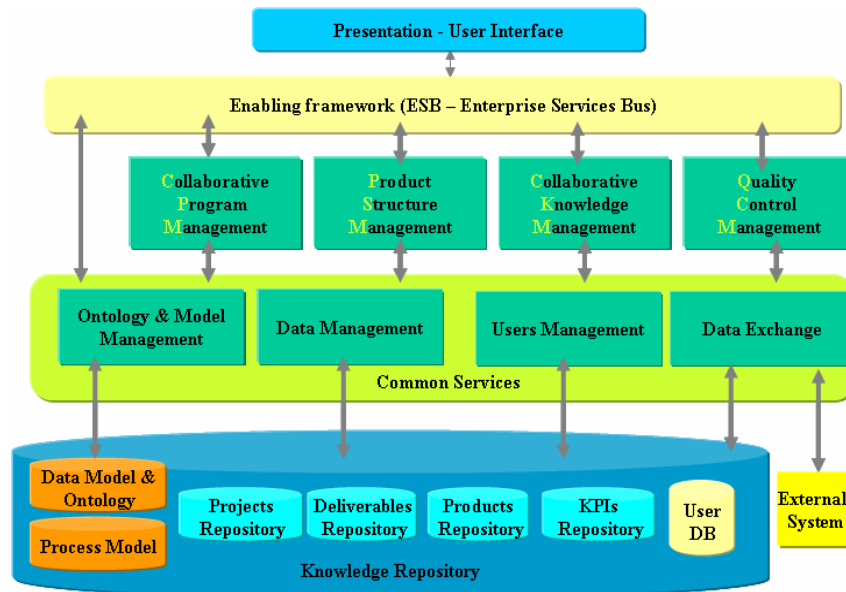 Presentation - User Interface
Enabling framework (ESB – Enterprise Services Bus)
Collaborative
Program
Management
Product
Structure
Management
Collaborative
Knowledge
Management
Quality
Control
Management
Ontology & Model
Management
Data Management
Users Management
Data Exchange
Common Services
Data Model &
Ontology
Process Model
Projects
Repository
Deliverables
Repository
Products
Repository
KPIs
Repository
User
DB
External
System
Knowledge Repository